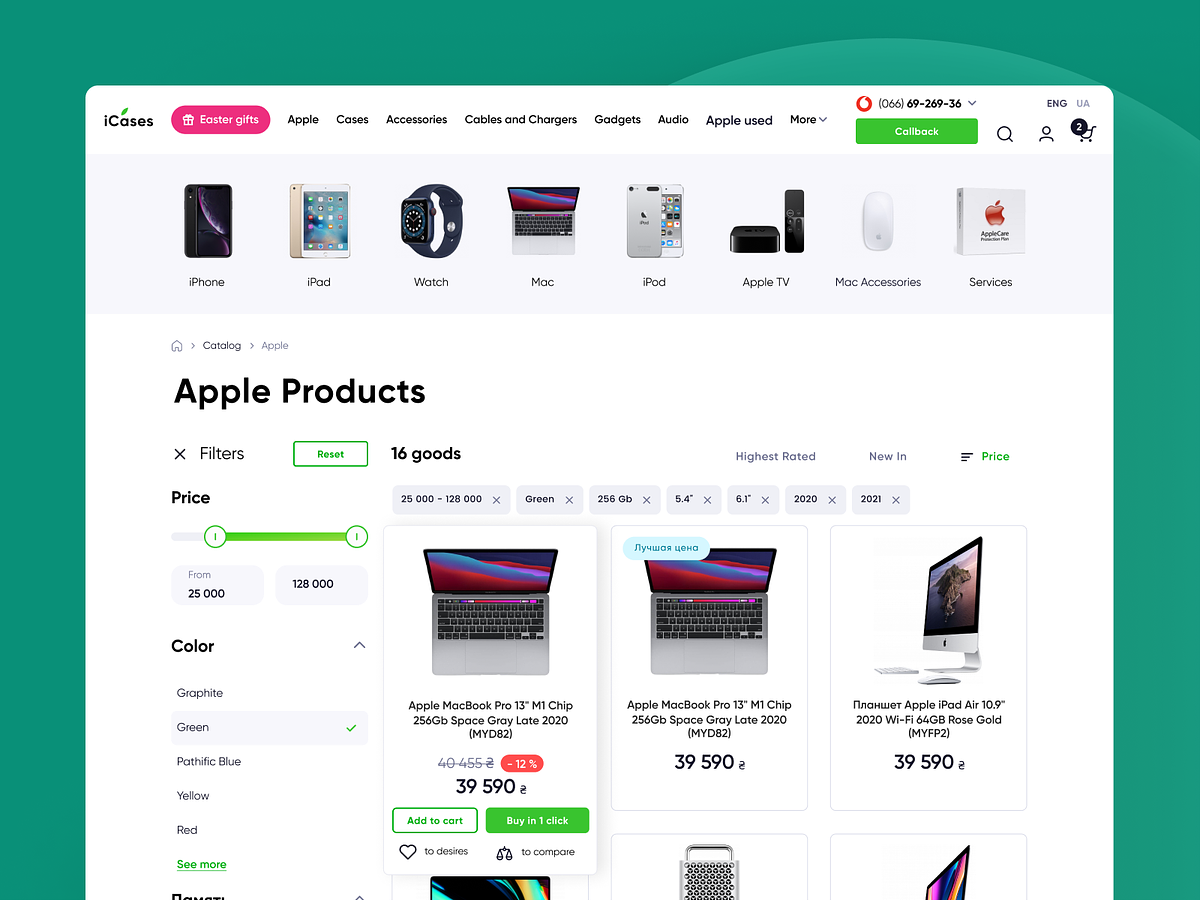 iCases
Easter gifts
Apple
Cases
Accessories
Cables and Chargers
Gadgets
Audio
Apple used
More
(066) 69-269-36
Callback
ENG UA
2
iPod
AppleCare
Protection Plan
iPhone
iPad
Watch
Mac
iPod
Apple TV
Mac Accessories
Services
Catalog
Apple
Apple Products
Filters
Reset
16 goods
Highest Rated
New In
Price
Price
From
25 000
128 000
Color
Graphite
Green
Pathific Blue
Yellow
Red
See more
Память
25 000 - 128 000
Green
256 Gb
5.4"
6.1"
2020
2021
Apple MacBook Pro 13" M1 Chip
256Gb Space Gray Late 2020
(MYD82)
40 455 ₴
- 12 %
39 590 ₴
Add to cart
Buy in 1 click
to desires
to compare
Лучшая цена
Apple MacBook Pro 13" M1 Chip
256Gb Space Gray Late 2020
(MYD82)
39 590 ₴
Планшет Apple iPad Air 10.9"
2020 Wi-Fi 64GB Rose Gold
(MYFP2)
39 590 ₴